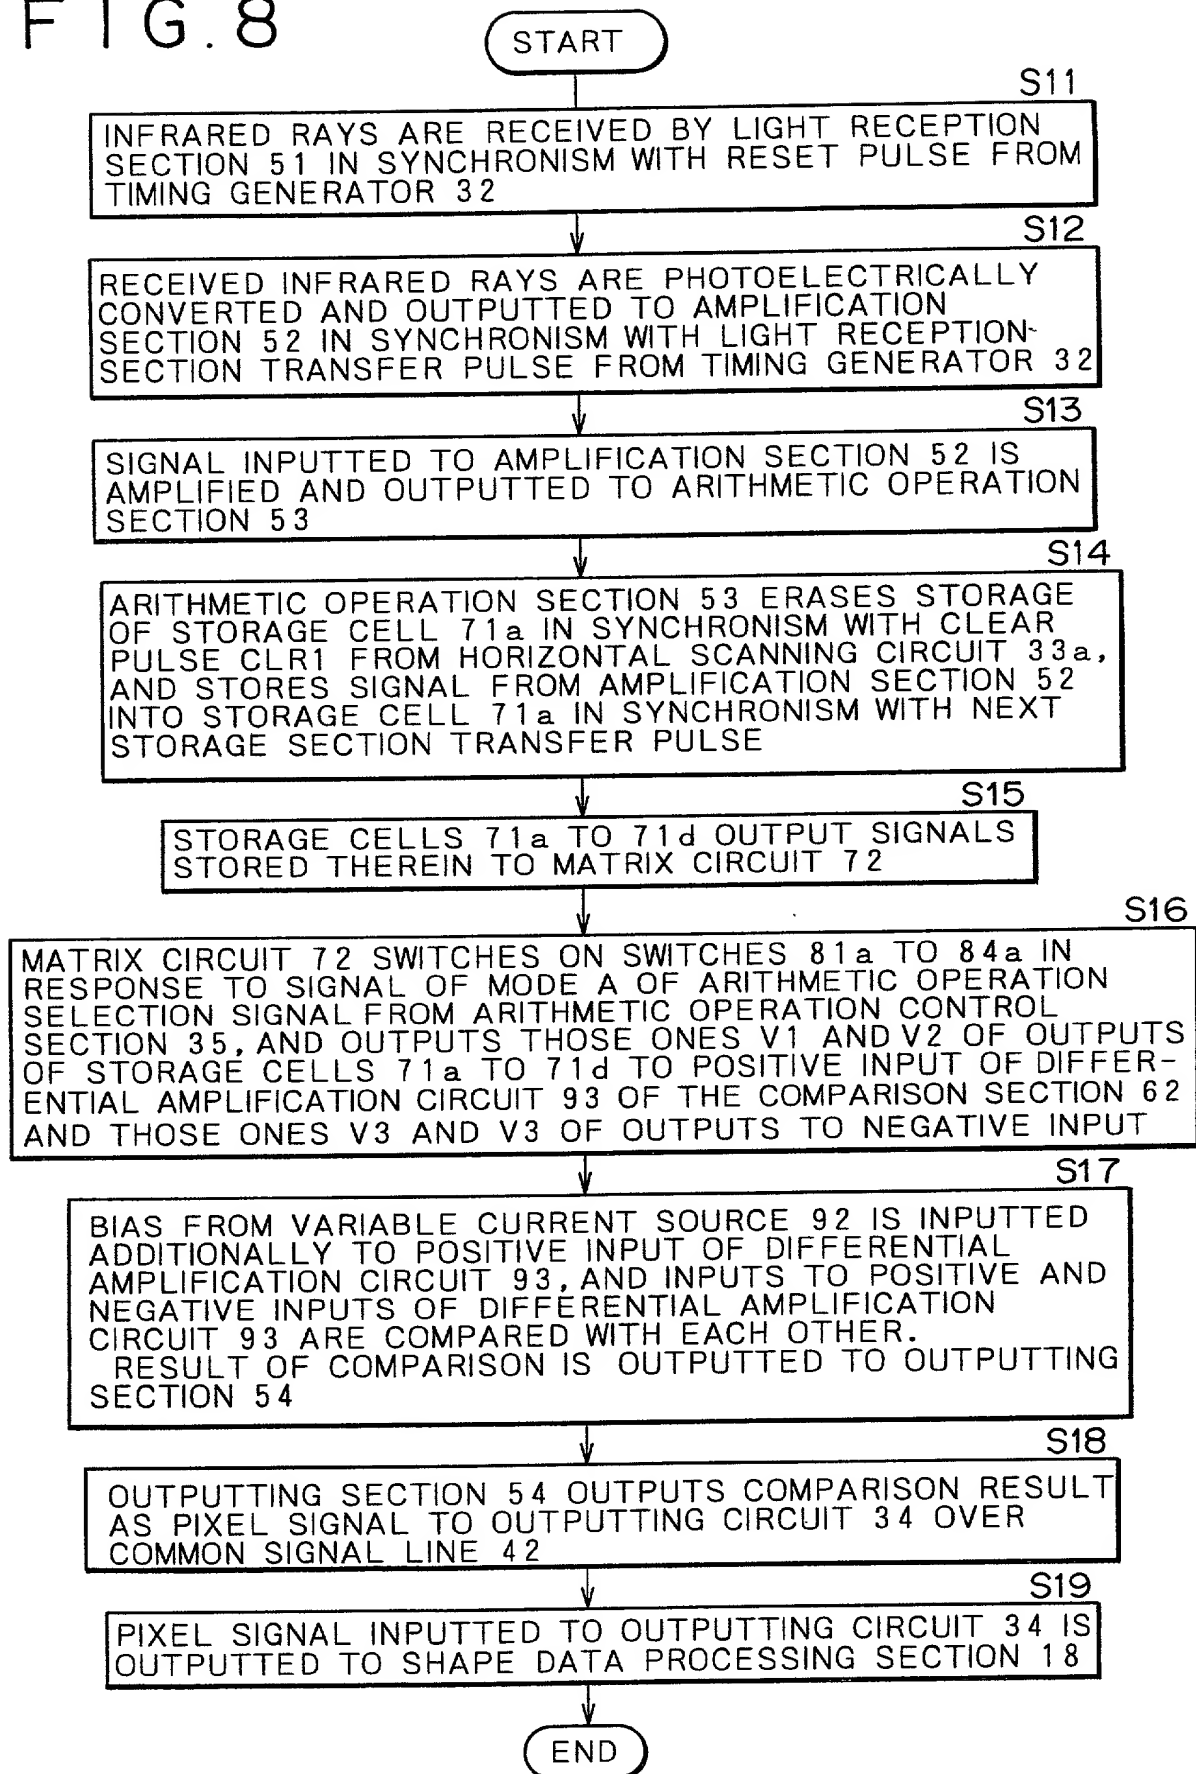 FIG.8
START
S11
INFRARED RAYS ARE RECEIVED BY LIGHT RECEPTION
SECTION 51 IN SYNCHRONISM WITH RESET PULSE FROM
TIMING GENERATOR 32
S12
RECEIVED INFRARED RAYS ARE PHOTOELECTRICALLY
CONVERTED AND OUTPUTTED TO AMPLIFICATION
SECTION 52 IN SYNCHRONISM WITH LIGHT RECEPTION-
SECTION TRANSFER PULSE FROM TIMING GENERATOR 32
S13
SIGNAL INPUTTED TO AMPLIFICATION SECTION 52 IS
AMPLIFIED AND OUTPUTTED TO ARITHMETIC OPERATION
SECTION 53
S14
ARITHMETIC OPERATION SECTION 53 ERASES STORAGE
OF STORAGE CELL 71a IN SYNCHRONISM WITH CLEAR
PULSE CLR1 FROM HORIZONTAL SCANNING CIRCUIT 33a,
AND STORES SIGNAL FROM AMPLIFICATION SECTION 52
INTO STORAGE CELL 71a IN SYNCHRONISM WITH NEXT
STORAGE SECTION TRANSFER PULSE
S15
STORAGE CELLS 71a TO 71d OUTPUT SIGNALS
STORED THEREIN TO MATRIX CIRCUIT 72
S16
MATRIX CIRCUIT 72 SWITCHES ON SWITCHES 81a TO 84a IN
RESPONSE TO SIGNAL OF MODE A OF ARITHMETIC OPERATION
SELECTION SIGNAL FROM ARITHMETIC OPERATION CONTROL
SECTION 35, AND OUTPUTS THOSE ONES V1 AND V2 OF OUTPUTS
OF STORAGE CELLS 71a TO 71d TO POSITIVE INPUT OF DIFFER-
ENTIAL AMPLIFICATION CIRCUIT 93 OF THE COMPARISON SECTION 62
AND THOSE ONES V3 AND V3 OF OUTPUTS TO NEGATIVE INPUT
S17
BIAS FROM VARIABLE CURRENT SOURCE 92 IS INPUTTED
ADDITIONALLY TO POSITIVE INPUT OF DIFFERENTIAL
AMPLIFICATION CIRCUIT 93, AND INPUTS TO POSITIVE AND
NEGATIVE INPUTS OF DIFFERENTIAL AMPLIFICATION
CIRCUIT 93 ARE COMPARED WITH EACH OTHER.
RESULT OF COMPARISON IS OUTPUTTED TO OUTPUTTING
SECTION 54
S18
OUTPUTTING SECTION 54 OUTPUTS COMPARISON RESULT
AS PIXEL SIGNAL TO OUTPUTTING CIRCUIT 34 OVER
COMMON SIGNAL LINE 42
S19
PIXEL SIGNAL INPUTTED TO OUTPUTTING CIRCUIT 34 IS
OUTPUTTED TO SHAPE DATA PROCESSING SECTION 18
END